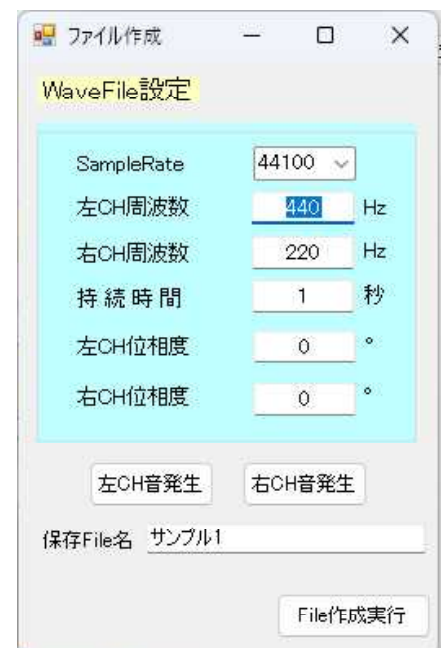 ファイル作成
WaveFile設定
SampleRate 44100
左CH周波数 440 Hz
右CH周波数 220 Hz
持続時間 1 秒
左CH位相度 0 °
右CH位相度 0 °
左CH音発生 右CH音発生
保存File名 サンプル1
File作成実行